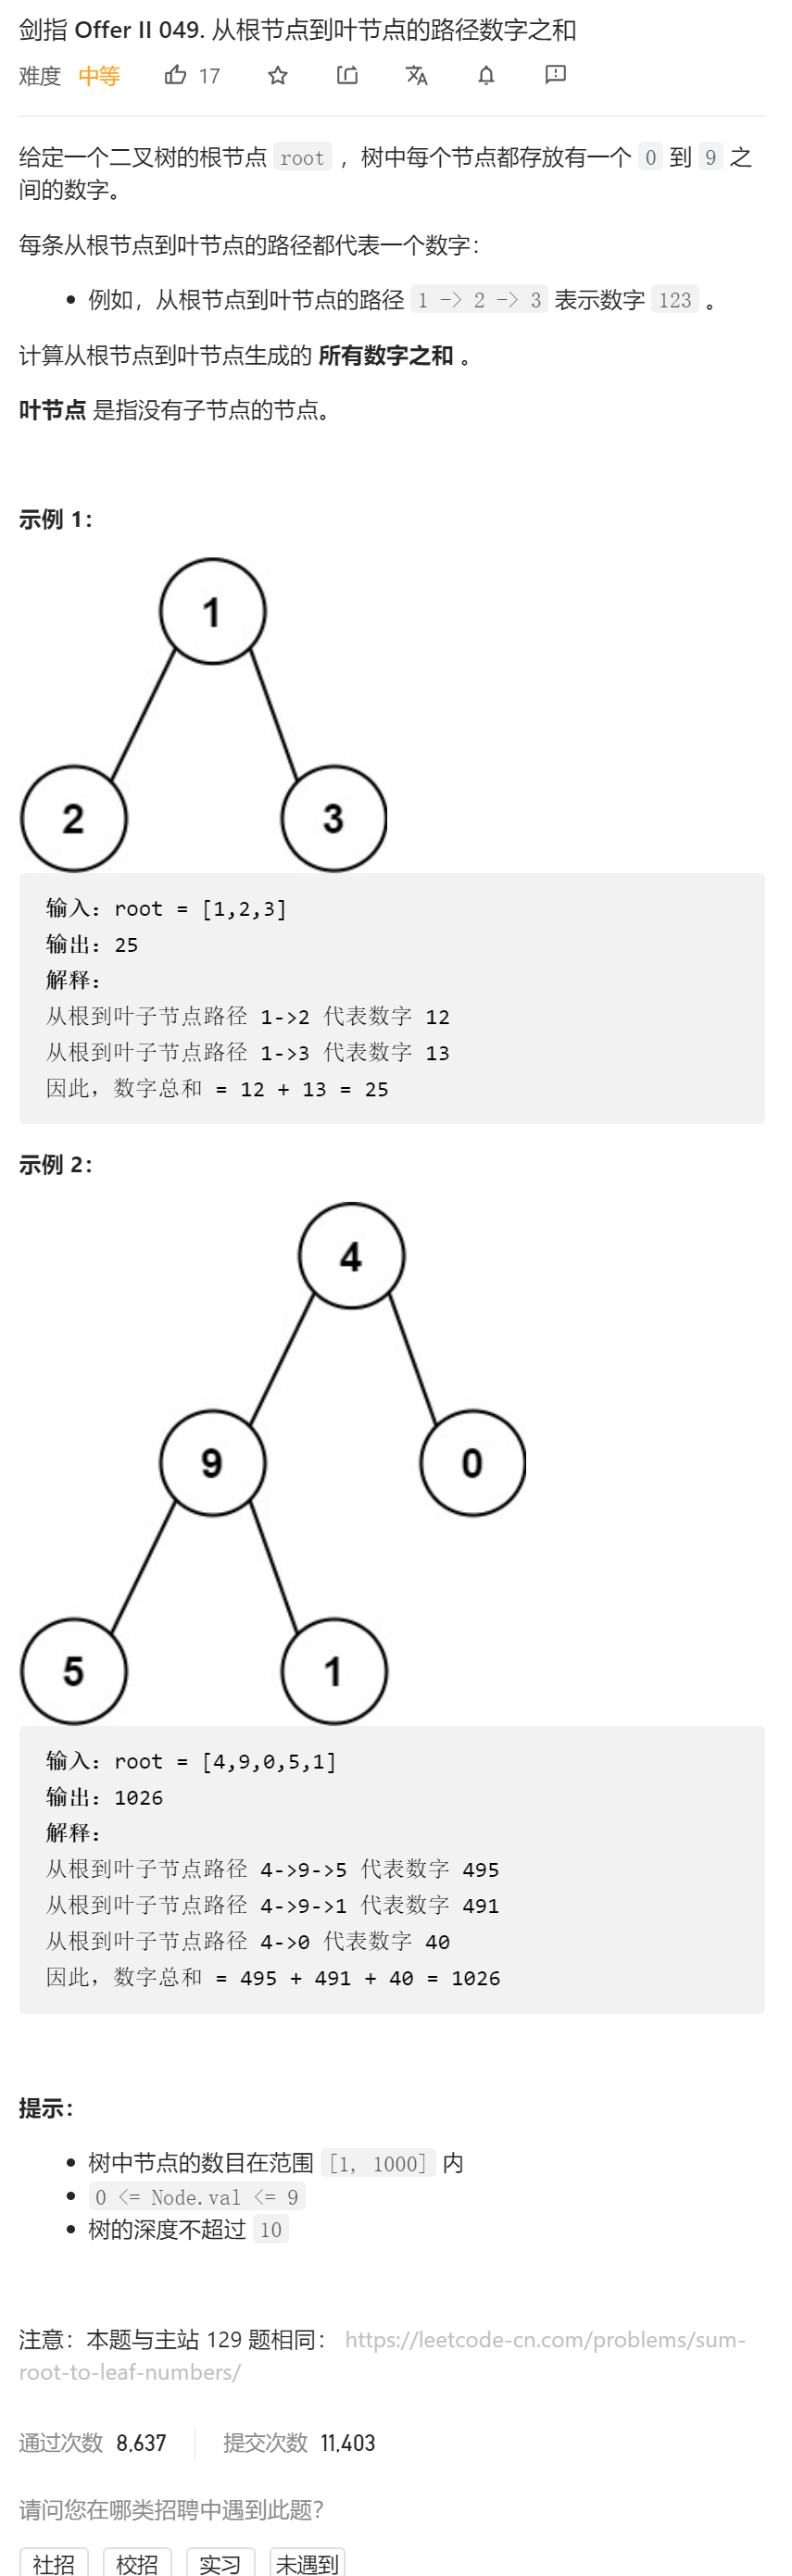 剑指 Offer II 049. 从根节点到叶节点的路径数字之和
难度 中等 17
给定一个二叉树的根节点 root ，树中每个节点都存放有一个 0 到 9 之
间的数字。
每条从根节点到叶节点的路径都代表一个数字：
• 例如，从根节点到叶节点的路径 1 -> 2 -> 3 表示数字 123 。
计算从根节点到叶节点生成的 所有数字之和 。
叶节点 是指没有子节点的节点。
示例 1：
1
2 3
输入：root = [1,2,3]
输出：25
解释：
从根到叶子节点路径 1->2 代表数字 12
从根到叶子节点路径 1->3 代表数字 13
因此，数字总和 = 12 + 13 = 25
示例 2：
4
9 0
5 1
输入：root = [4,9,0,5,1]
输出：1026
解释：
从根到叶子节点路径 4->9->5 代表数字 495
从根到叶子节点路径 4->9->1 代表数字 491
从根到叶子节点路径 4->0 代表数字 40
因此，数字总和 = 495 + 491 + 40 = 1026
提示：
• 树中节点的数目在范围 [1, 1000] 内
• 0 <= Node.val <= 9
• 树的深度不超过 10
注意：本题与主站 129 题相同： https://leetcode-cn.com/problems/sum-
root-to-leaf-numbers/
通过次数 8,637 提交次数 11,403
请问您在哪类招聘中遇到此题？
社招 校招 实习 未遇到